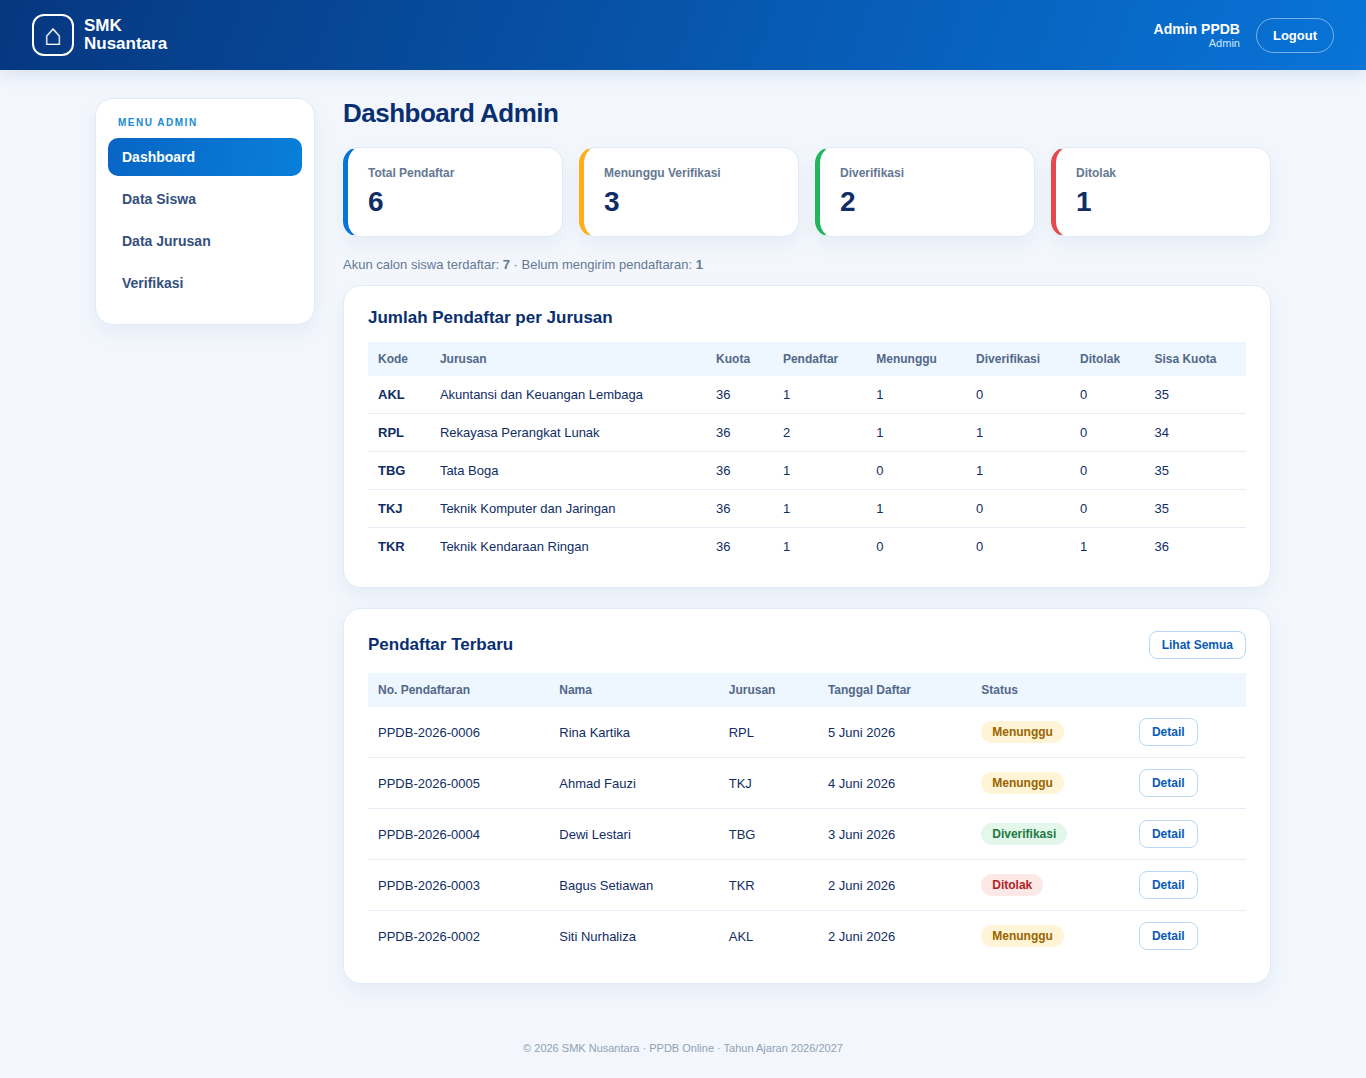 SMK
Nusantara
Admin PPDB
Admin
Logout
MENU ADMIN
Dashboard
Data Siswa
Data Jurusan
Verifikasi
Dashboard Admin
Total Pendaftar
6
Menunggu Verifikasi
3
Diverifikasi
2
Ditolak
1
Akun calon siswa terdaftar: 7 · Belum mengirim pendaftaran: 1
Jumlah Pendaftar per Jurusan
Kode Jurusan Kuota Pendaftar Menunggu Diverifikasi Ditolak Sisa Kuota
AKL Akuntansi dan Keuangan Lembaga 36 1 1 0 0 35
RPL Rekayasa Perangkat Lunak 36 2 1 1 0 34
TBG Tata Boga 36 1 0 1 0 35
TKJ Teknik Komputer dan Jaringan 36 1 1 0 0 35
TKR Teknik Kendaraan Ringan 36 1 0 0 1 36
Pendaftar Terbaru
Lihat Semua
No. Pendaftaran Nama Jurusan Tanggal Daftar Status
PPDB-2026-0006 Rina Kartika RPL 5 Juni 2026 Menunggu Detail
PPDB-2026-0005 Ahmad Fauzi TKJ 4 Juni 2026 Menunggu Detail
PPDB-2026-0004 Dewi Lestari TBG 3 Juni 2026 Diverifikasi Detail
PPDB-2026-0003 Bagus Setiawan TKR 2 Juni 2026 Ditolak Detail
PPDB-2026-0002 Siti Nurhaliza AKL 2 Juni 2026 Menunggu Detail
© 2026 SMK Nusantara · PPDB Online · Tahun Ajaran 2026/2027